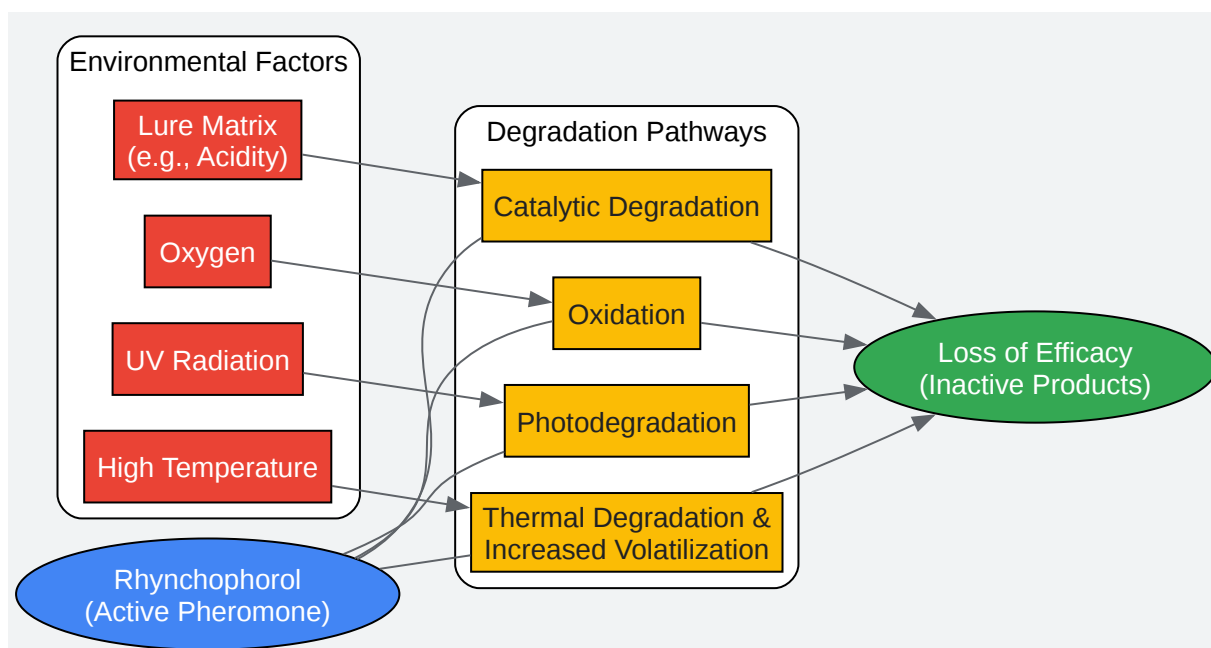 Environmental Factors
Lure Matrix
(e.g., Acidity)
Oxygen
UV Radiation
High Temperature
Rhynchophorol
(Active Pheromone)
Degradation Pathways
Catalytic Degradation
Oxidation
Photodegradation
Thermal Degradation &
Increased Volatilization
Loss of Efficacy
(Inactive Products)